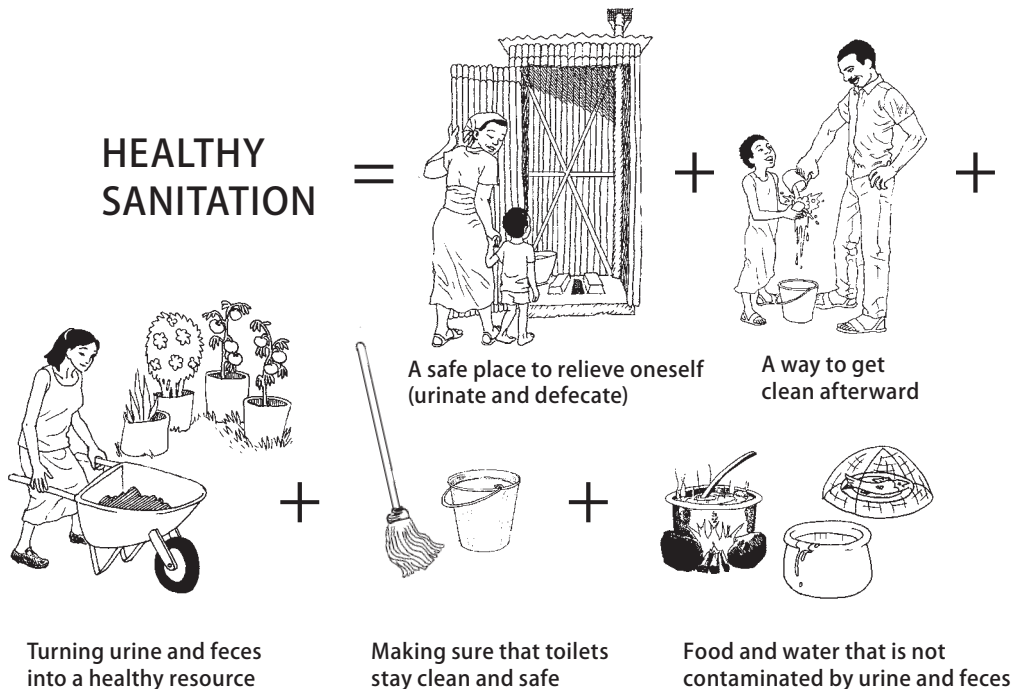 HEALTHY
SANITATION
=
+
+
A safe place to relieve oneself
(urinate and defecate)
A way to get
clean afterward
+
+
Turning urine and feces
into a healthy resource
Making sure that toilets
stay clean and safe
Food and water that is not
contaminated by urine and feces